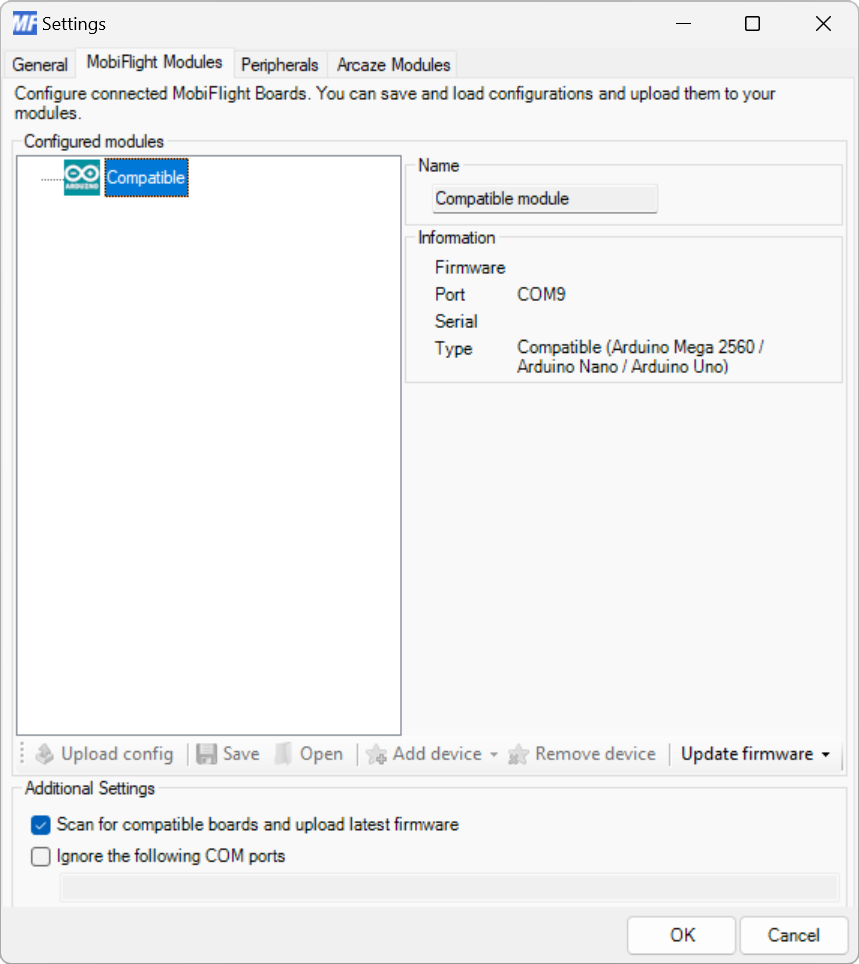 MF Settings
General MobiFlight Modules Peripherals Arcaze Modules
Configure connected MobiFlight Boards. You can save and load configurations and upload them to your
modules.
Configured modules
ARDUINO Compatible
Name
Compatible module
Information
Firmware
Port COM9
Serial
Type Compatible (Arduino Mega 2560 /
Arduino Nano / Arduino Uno)
Upload config Save Open Add device Remove device Update firmware
Additional Settings
Scan for compatible boards and upload latest firmware
Ignore the following COM ports
OK Cancel